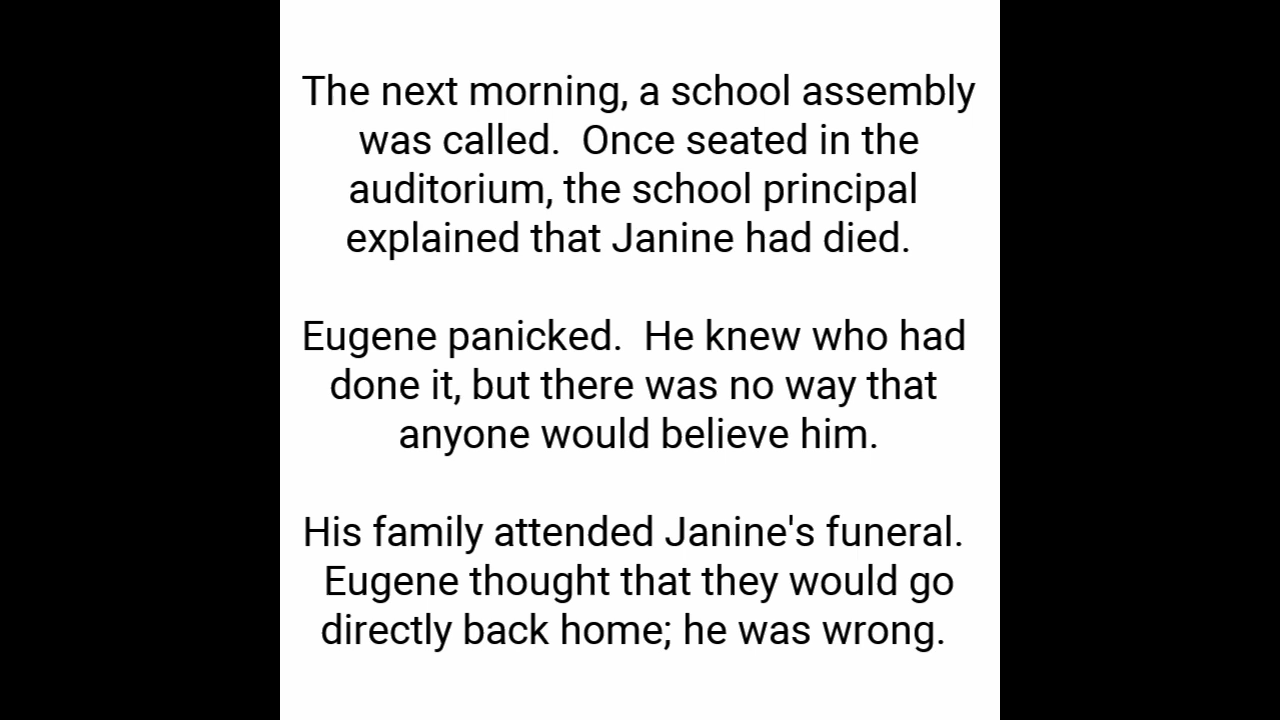 The next morning, a school assembly
was called.  Once seated in the
auditorium, the school principal
explained that Janine had died.
Eugene panicked.  He knew who had
done it, but there was no way that
anyone would believe him.
His family attended Janine's funeral.
Eugene thought that they would go
directly back home; he was wrong.